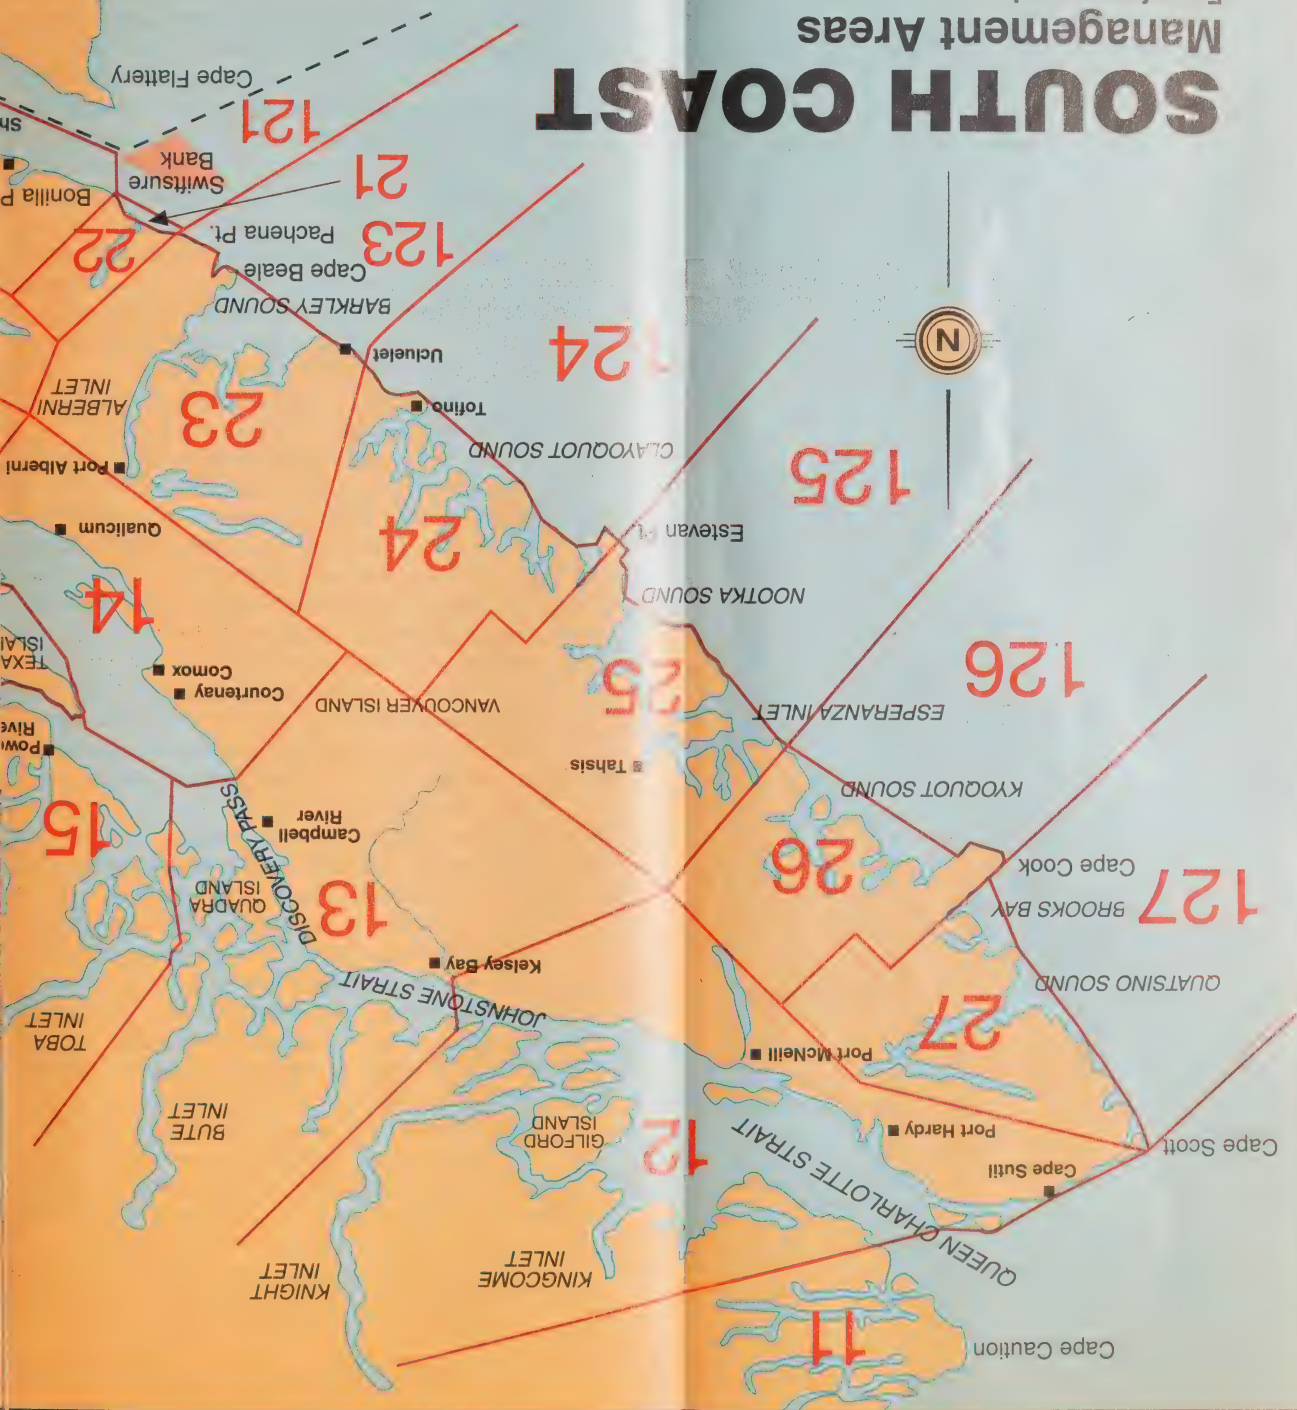 Cape Caution
11
KINGCOME
INLET
KNIGHT
INLET
QUEEN CHARLOTTE STRAIT
Cape Scott
Cape Sutil
Port Hardy
12
GILFORD
ISLAND
BUTE
INLET
Port McNeill
TOBA
INLET
27
QUATSINO SOUND
JOHNSTONE STRAIT
Kelsey Bay
127
BROOKS BAY
Cape Cook
26
13
QUADRA
ISLAND
DISCOVERY PASS
15
Campbell
River
KYOQUOT SOUND
Tahsis
ESPERANZA INLET
126
25
VANCOUVER ISLAND
Courtenay
Comox
14
NOOTKA SOUND
Estevan Pt.
24
Qualicum
125
CLAYOQUOT SOUND
Port Alberni
23
Tofino
ALBERNI
INLET
Ucluelet
124
N
BARKLEY SOUND
Cape Beale
123
Pachena Pt.
22
21
Swiftsure
Bank
121
SOUTH COAST
Cape Flattery
Management Areas